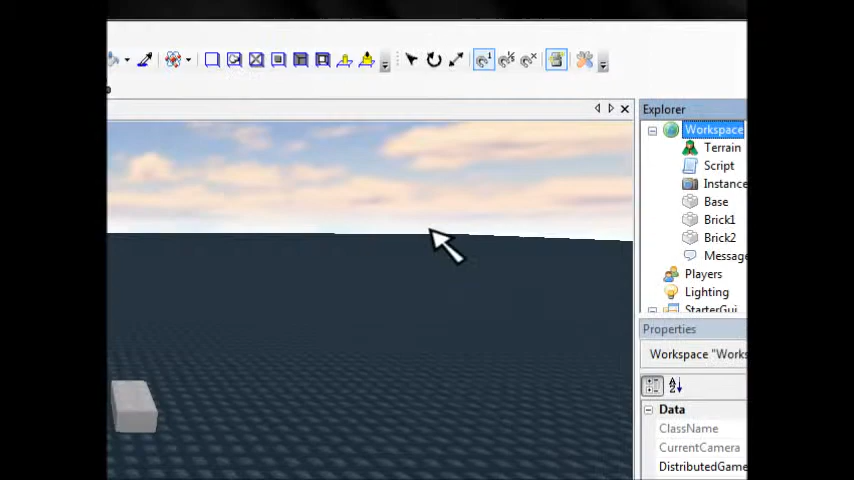 Explorer
Workspace
Terrain
Script
Instance
Base
Brick1
Brick2
Message
Players
Lighting
StarterGui
Properties
Workspace "Works
Data
ClassName
CurrentCamera
DistributedGame